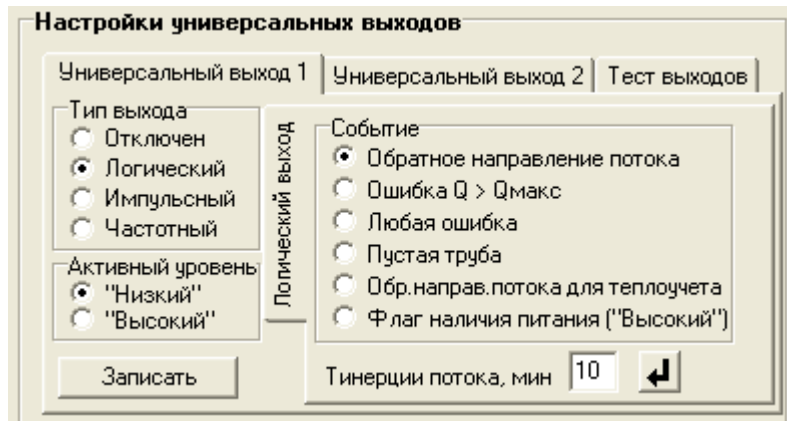 Настройки универсальных выходов
Универсальный выход 1
Универсальный выход 2
Тест выходов
Тип выхода
Отключен
Логический
Импульсный
Частотный
Активный уровень
"Низкий"
"Высокий"
Записать
Логический выход
Событие
Обратное направление потока
Ошибка Q > Qмакс
Любая ошибка
Пустая труба
Обр.направ.потока для теплоучета
Флаг наличия питания ("Высокий")
Тинерции потока, мин 10